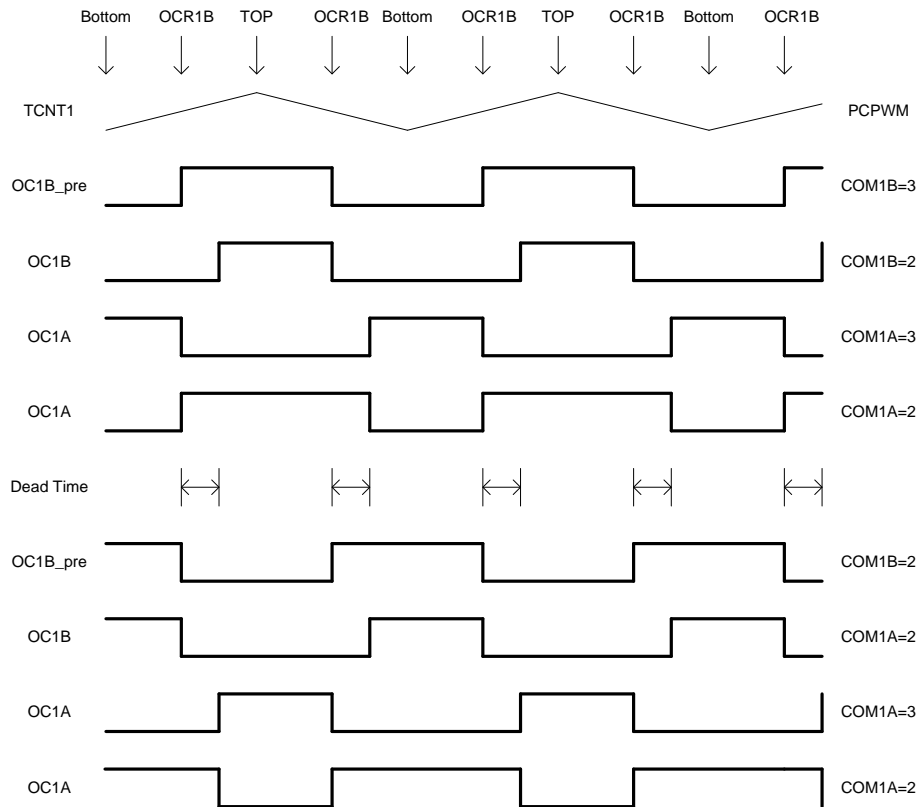 Bottom OCR1B TOP OCR1B Bottom OCR1B TOP OCR1B Bottom OCR1B
TCNT1 PCPWM
OC1B_pre COM1B=3
OC1B COM1B=2
OC1A COM1A=3
OC1A COM1A=2
Dead Time
OC1B_pre COM1B=2
OC1B COM1A=2
OC1A COM1A=3
OC1A COM1A=2